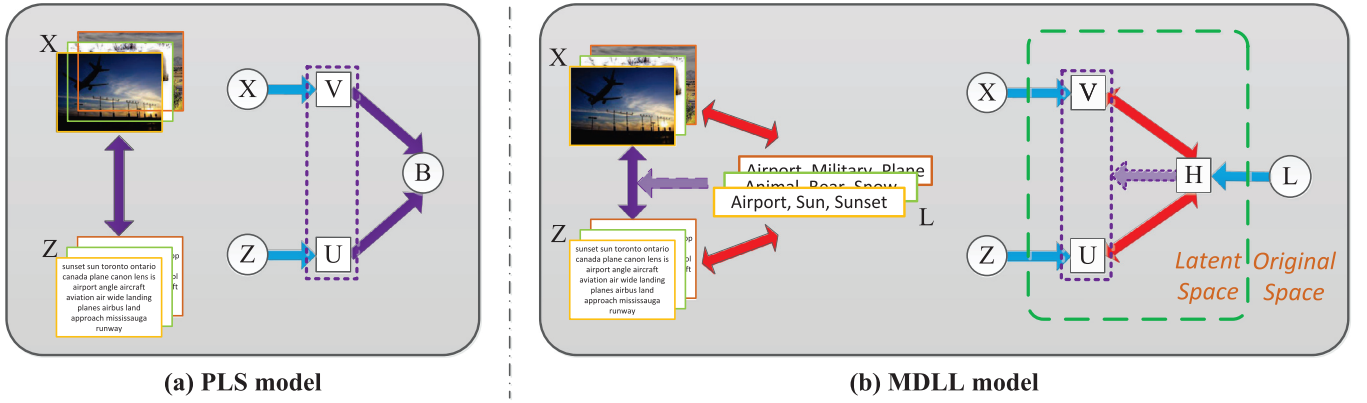 X
Z
sunset sun toronto ontario
canada plane canon lens is
airport angle aircraft
aviation air wide landing
planes airbus land
approach mississauga
runway
X
V
B
Z
U
(a) PLS model
X
Airport, Military, Plane
Animal, Bear, Snow
Airport, Sun, Sunset
L
Z
sunset sun toronto ontario
canada plane canon lens is
airport angle aircraft
aviation air wide landing
planes airbus land
approach mississauga
runway
X
V
H
L
Z
U
Latent
Space
Original
Space
(b) MDLL model